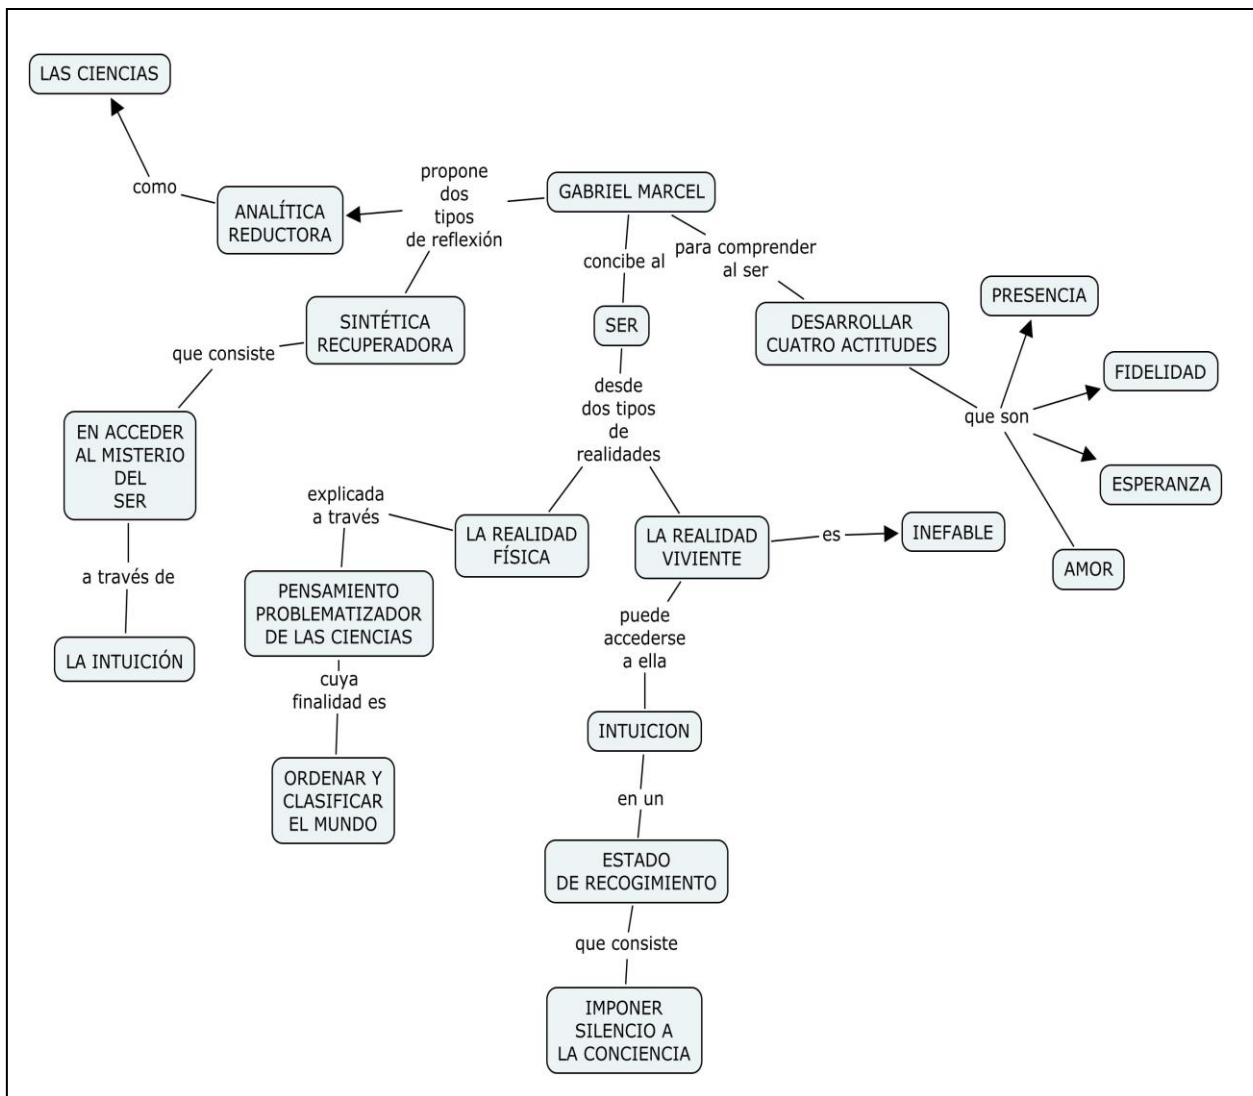 LAS CIENCIAS
como
ANALÍTICA
REDUCTORA
propone
dos
tipos
de reflexión
GABRIEL MARCEL
SINTÉTICA
RECUPERADORA
que consiste
EN ACCEDER
AL MISTERIO
DEL
SER
a través de
LA INTUICIÓN
concibe al
SER
desde
dos tipos
de
realidades
LA REALIDAD
FÍSICA
explicada
a través
PENSAMIENTO
PROBLEMATIZADOR
DE LAS CIENCIAS
cuya
finalidad es
ORDENAR Y
CLASIFICAR
EL MUNDO
LA REALIDAD
VIVIENTE
es
INEFABLE
puede
accederse
a ella
INTUICION
en un
ESTADO
DE RECOGIMIENTO
que consiste
IMPONER
SILENCIO A
LA CONCIENCIA
para comprender
al ser
DESARROLLAR
CUATRO ACTITUDES
que son
PRESENCIA
FIDELIDAD
ESPERANZA
AMOR